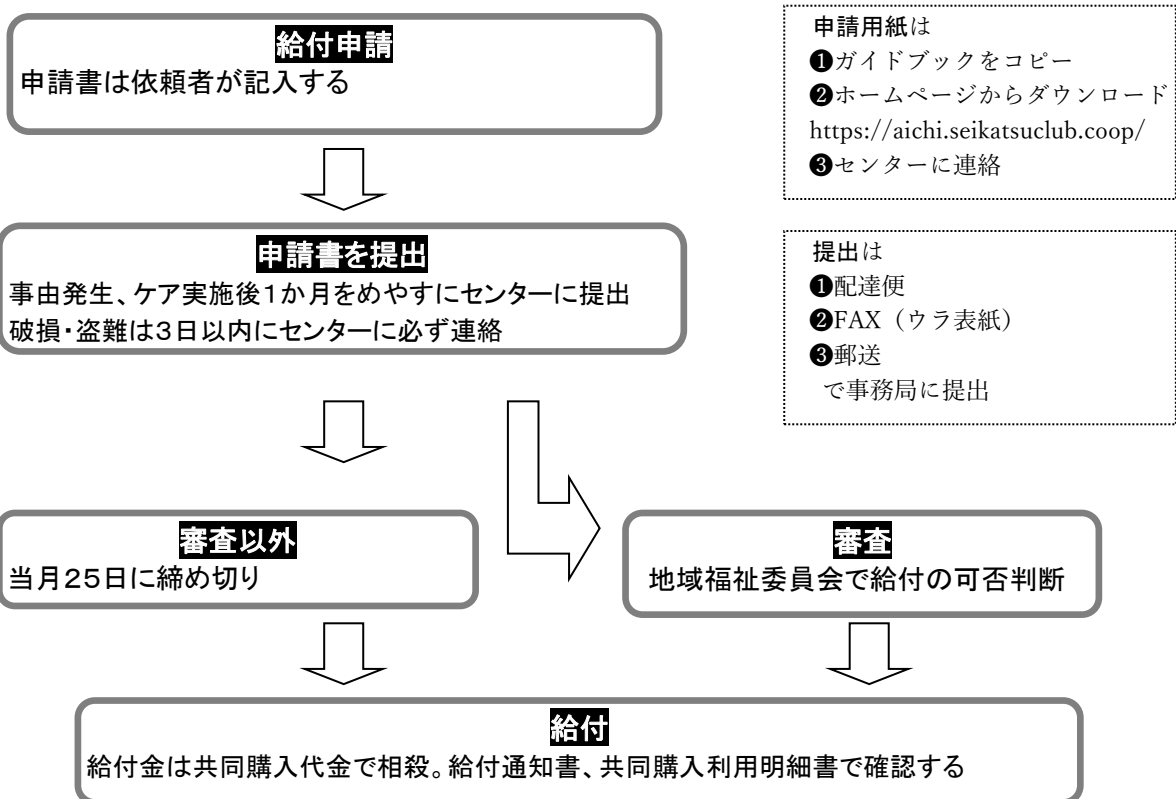 給付申請
申請書は依頼者が記入する
申請用紙は
❶ガイドブックをコピー
❷ホームページからダウンロード
https://aichi.seikatsuclub.coop/
❸センターに連絡
申請書を提出
事由発生、ケア実施後1か月をめやすにセンターに提出
破損・盗難は3日以内にセンターに必ず連絡
提出は
❶配達便
❷FAX（ウラ表紙）
❸郵送
で事務局に提出
審査以外
当月25日に締め切り
審査
地域福祉委員会で給付の可否判断
給付
給付金は共同購入代金で相殺。給付通知書、共同購入利用明細書で確認する